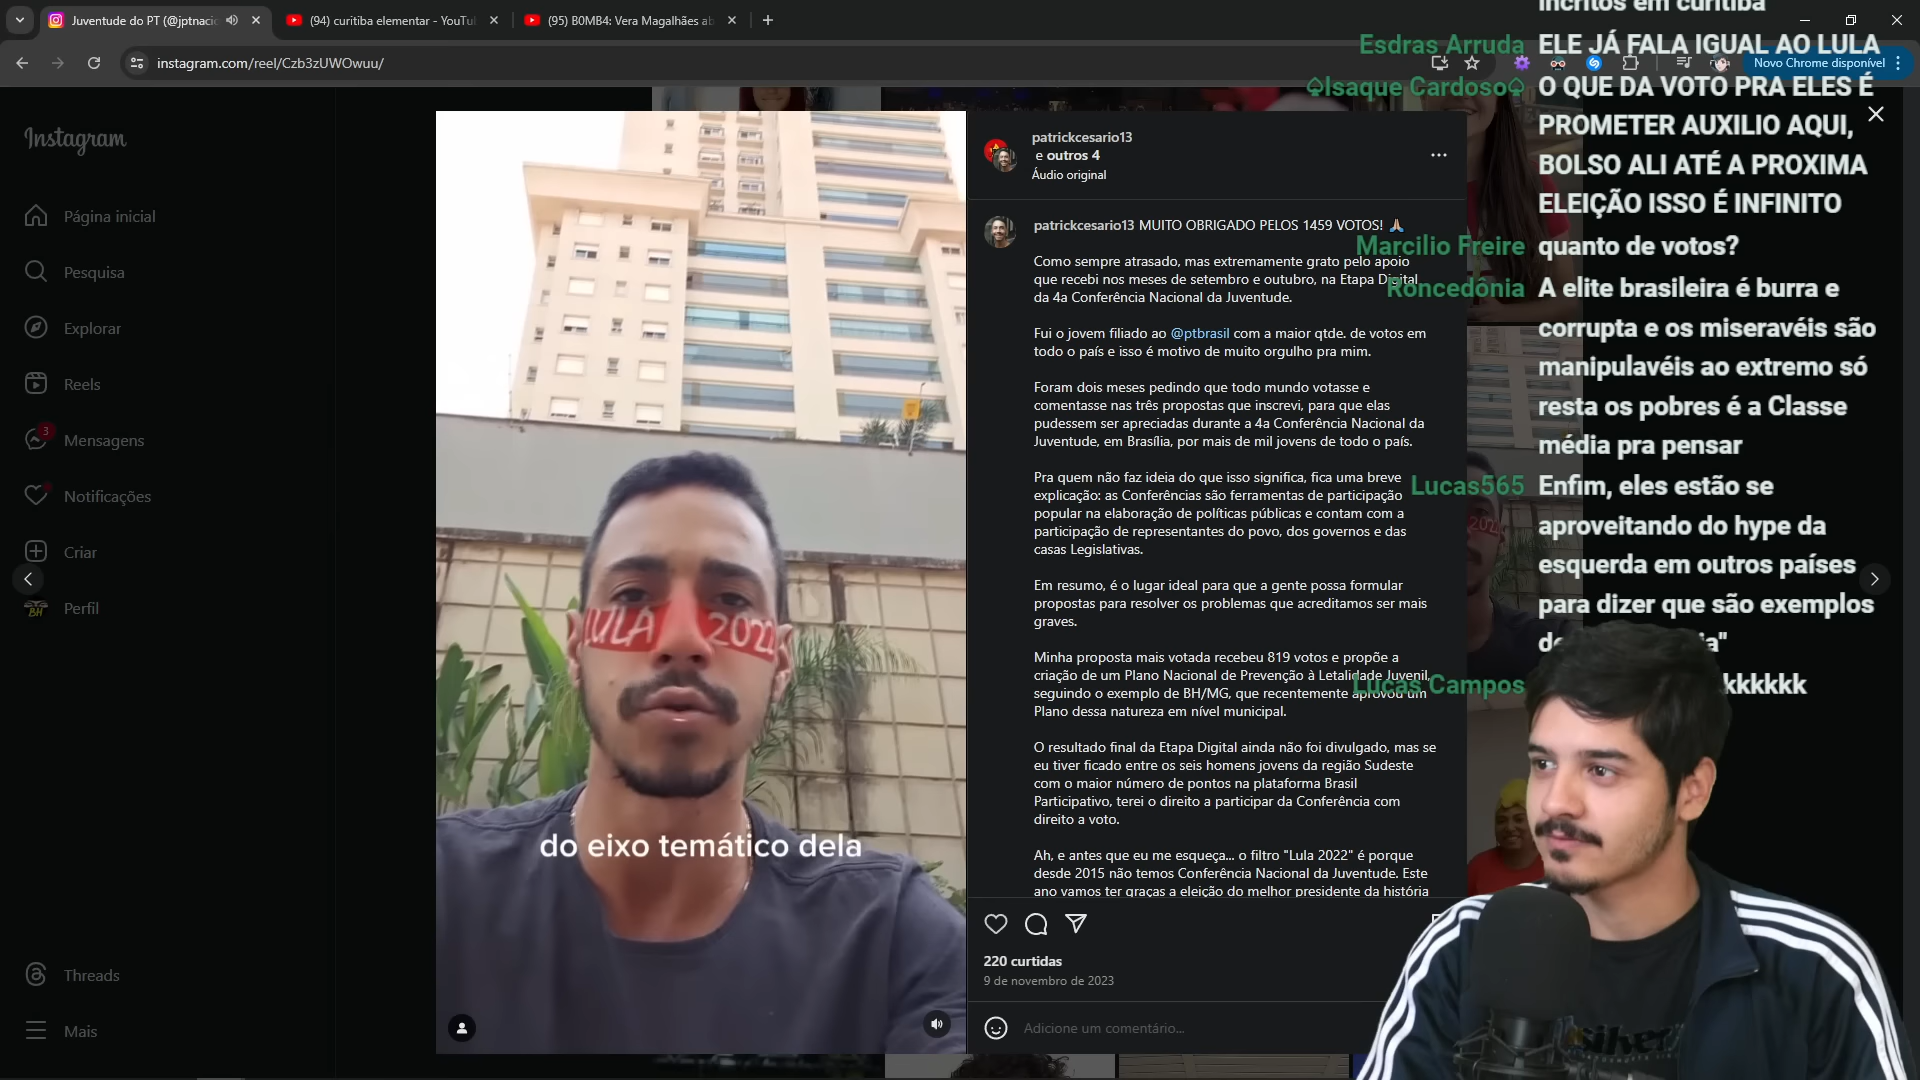 Juventude do PT (@jptnacio
(94) curitiba elementar - YouTu
(95) B0MB4: Vera Magalhães ab
instagram.com/reel/Czb3zUWOwuu/
Novo Chrome disponível
Instagram
Página inicial
Pesquisa
Explorar
Reels
3
Mensagens
Notificações
Criar
Perfil
Threads
Mais
LULA 2022
do eixo temático dela
patrickcesario13
e outros 4
Áudio original
patrickcesario13 MUITO OBRIGADO PELOS 1459 VOTOS! 🙏🏽
Como sempre atrasado, mas extremamente grato pelo apoio
que recebi nos meses de setembro e outubro, na Etapa Digital
da 4a Conferência Nacional da Juventude.
Fui o jovem filiado ao @ptbrasil com a maior qtde. de votos em
todo o país e isso é motivo de muito orgulho pra mim.
Foram dois meses pedindo que todo mundo votasse e
comentasse nas três propostas que inscrevi, para que elas
pudessem ser apreciadas durante a 4a Conferência Nacional da
Juventude, em Brasília, por mais de mil jovens de todo o país.
Pra quem não faz ideia do que isso significa, fica uma breve
explicação: as Conferências são ferramentas de participação
popular na elaboração de políticas públicas e contam com a
participação de representantes do povo, dos governos e das
casas Legislativas.
Em resumo, é o lugar ideal para que a gente possa formular
propostas para resolver os problemas que acreditamos ser mais
graves.
Minha proposta mais votada recebeu 819 votos e propõe a
criação de um Plano Nacional de Prevenção à Letalidade Juvenil,
seguindo o exemplo de BH/MG, que recentemente aprovou um
Plano dessa natureza em nível municipal.
O resultado final da Etapa Digital ainda não foi divulgado, mas se
eu tiver ficado entre os seis homens jovens da região Sudeste
com o maior número de pontos na plataforma Brasil
Participativo, terei o direito a participar da Conferência com
direito a voto.
Ah, e antes que eu me esqueça... o filtro "Lula 2022" é porque
desde 2015 não temos Conferência Nacional da Juventude. Este
ano vamos ter graças a eleição do melhor presidente da história
220 curtidas
9 de novembro de 2023
Adicione um comentário...
incritos em curitiba
Esdras Arruda ELE JÁ FALA IGUAL AO LULA
♤Isaque Cardoso♤ O QUE DA VOTO PRA ELES É
PROMETER AUXILIO AQUI,
BOLSO ALI ATÉ A PROXIMA
ELEIÇÃO ISSO É INFINITO
Marcilio Freire quanto de votos?
Roncedónia A elite brasileira é burra e
corrupta e os miseravéis são
manipulavéis ao extremo só
resta os pobres é a Classe
média pra pensar
Lucas565 Enfim, eles estão se
aproveitando do hype da
esquerda em outros países
para dizer que são exemplos
Lucas Campos kkkkkk